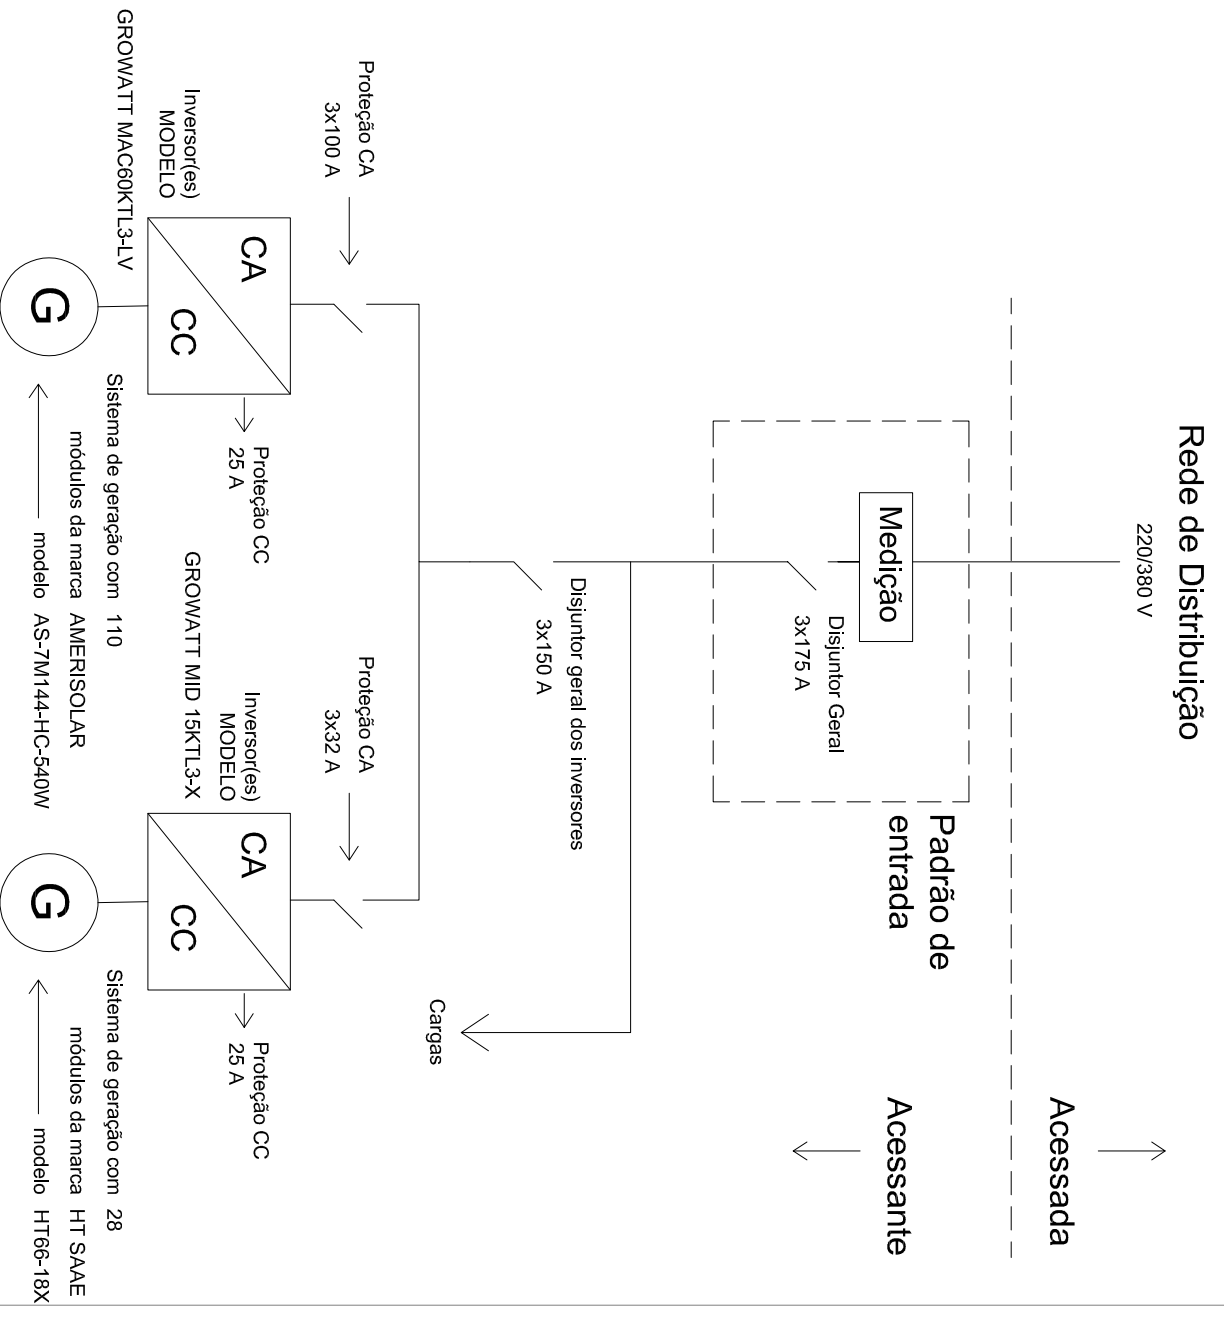 Rede de Distribuição
220/380 V
Acessada
Acessante
Padrão de
entrada
Medição
Disjuntor Geral
3x175 A
Disjuntor geral dos inversores
3x150 A
Cargas
Proteção CA
3x100 A
Inversor(es)
MODELO
GROWATT MAC60KTL3-LV
CA
CC
Proteção CC
25 A
G
Sistema de geração com 110
módulos da marca AMERISOLAR
modelo AS-7M144-HC-540W
Proteção CA
3x32 A
Inversor(es)
MODELO
GROWATT MID 15KTL3-X
CA
CC
Proteção CC
25 A
G
Sistema de geração com 28
módulos da marca HT SAAE
modelo HT66-18X